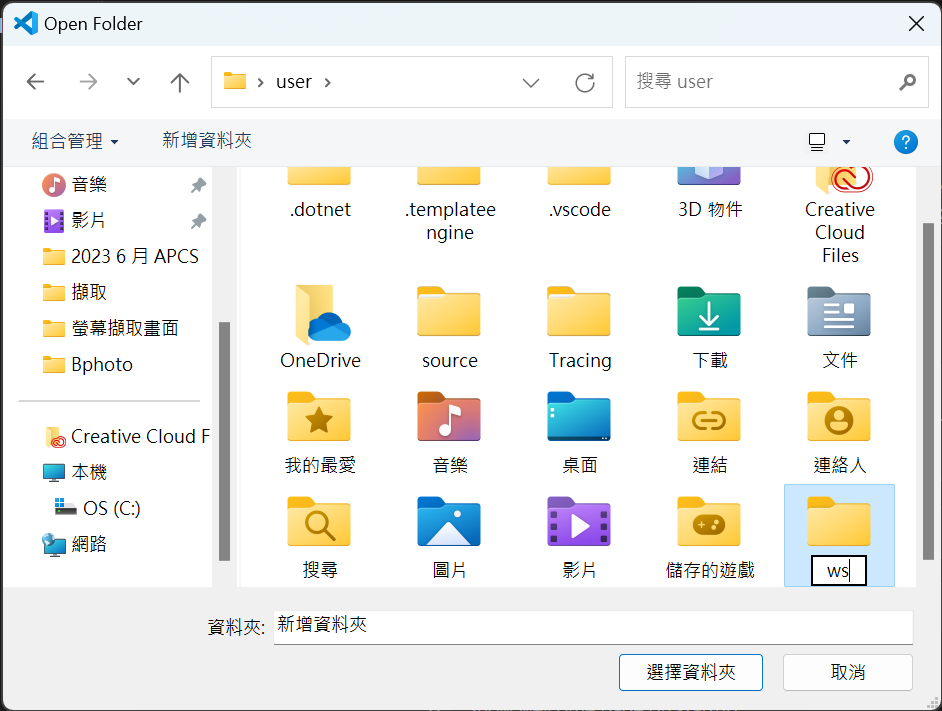 Open Folder
user
搜尋 user
組合管理
新增資料夾
音樂
影片
2023 6 月 APCS
擷取
螢幕擷取畫面
Bphoto
Creative Cloud F
本機
OS (C:)
網路
.dotnet
.templatee
ngine
.vscode
3D 物件
Creative
Cloud
Files
OneDrive
source
Tracing
下載
文件
我的最愛
音樂
桌面
連結
連絡人
搜尋
圖片
影片
儲存的遊戲
ws
資料夾:
新增資料夾
選擇資料夾
取消